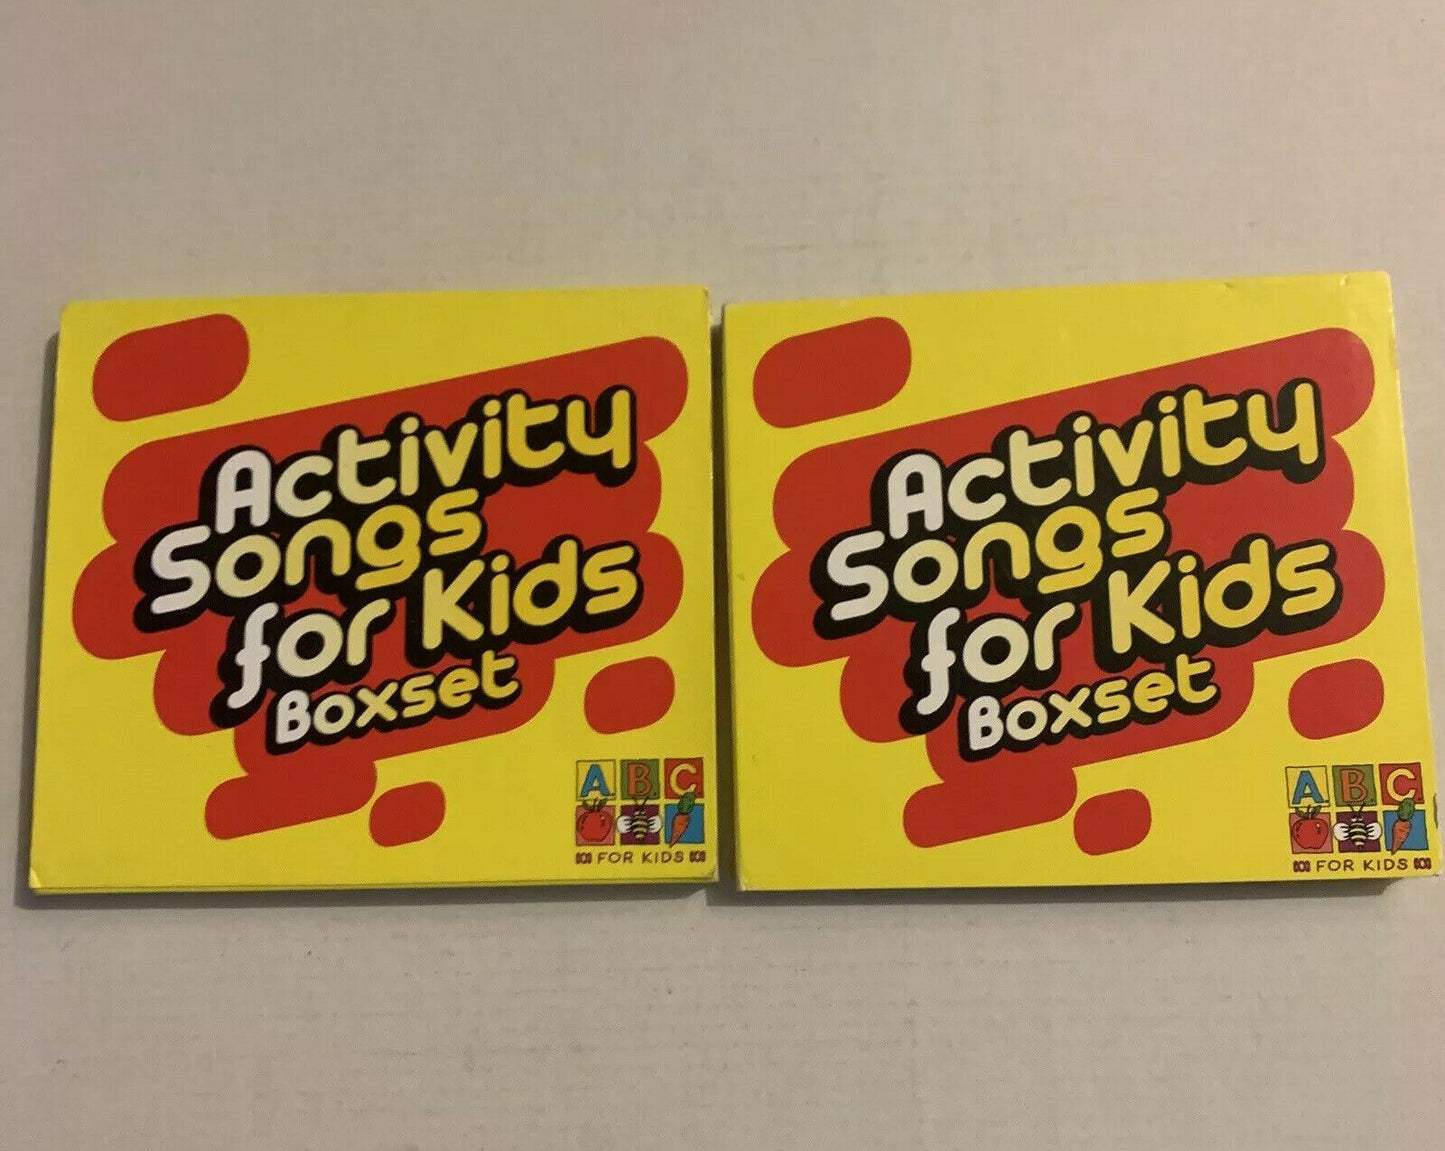 Activity
Songs
for Kids
Boxset
A B C
FOR KIDS
Activity
Songs
for Kids
Boxset
A B C
FOR KIDS